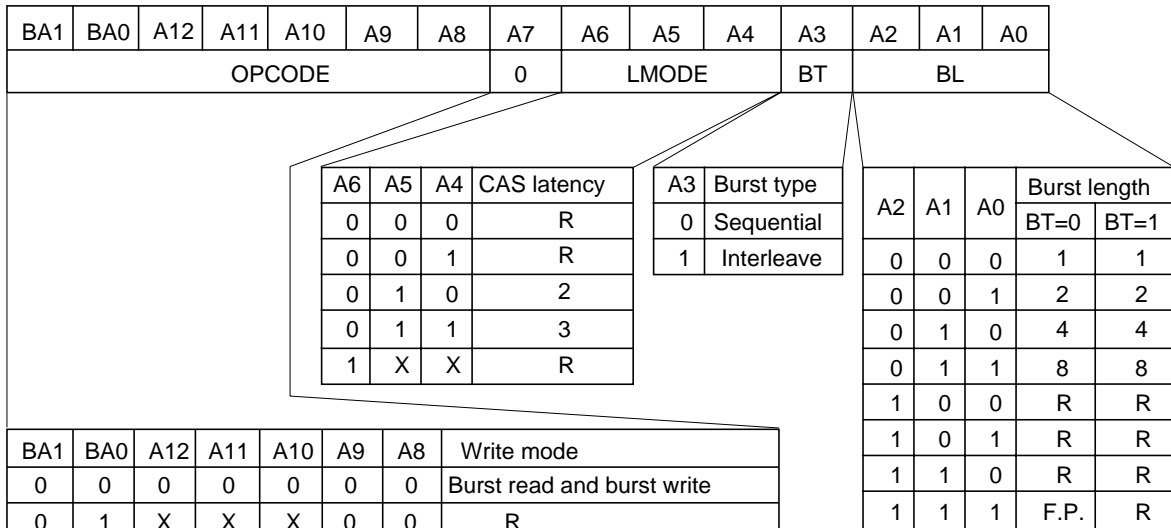 BA1 BA0 A12 A11 A10 A9 A8 A7 A6 A5 A4 A3 A2 A1 A0
OPCODE 0 LMODE BT BL
A6 A5 A4 CAS latency
0 0 0 R
0 0 1 R
0 1 0 2
0 1 1 3
1 X X R
A3 Burst type
0 Sequential
1 Interleave
A2 A1 A0 Burst length
BT=0 BT=1
0 0 0 1 1
0 0 1 2 2
0 1 0 4 4
0 1 1 8 8
1 0 0 R R
1 0 1 R R
1 1 0 R R
1 1 1 F.P. R
BA1 BA0 A12 A11 A10 A9 A8 Write mode
0 0 0 0 0 0 0 Burst read and burst write
0 1 X X X 0 0 R